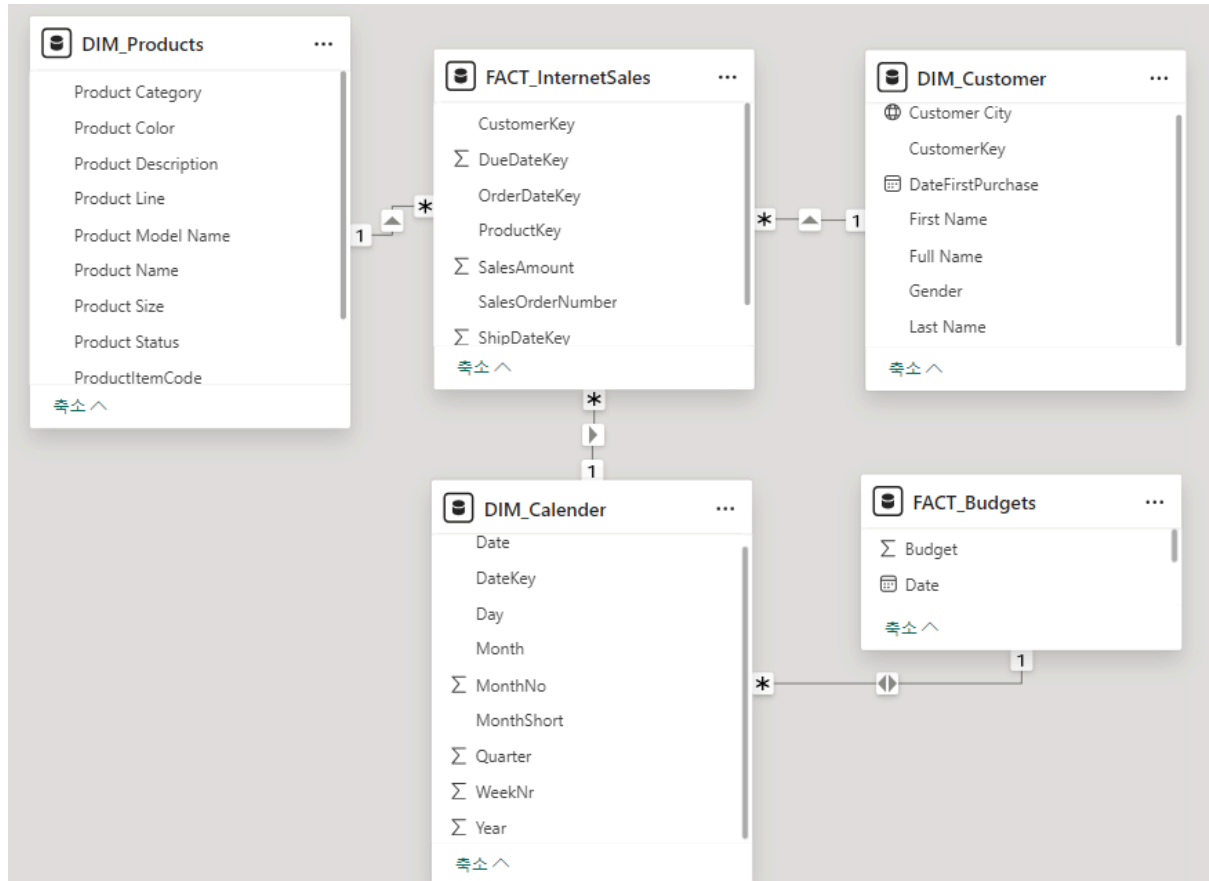 DIM_Products
Product Category
Product Color
Product Description
Product Line
Product Model Name
Product Name
Product Size
Product Status
ProductItemCode
축소
1
*
FACT_InternetSales
CustomerKey
Σ DueDateKey
OrderDateKey
ProductKey
Σ SalesAmount
SalesOrderNumber
Σ ShipDateKey
축소
*
1
DIM_Customer
Customer City
CustomerKey
DateFirstPurchase
First Name
Full Name
Gender
Last Name
축소
*
1
DIM_Calender
Date
DateKey
Day
Month
Σ MonthNo
MonthShort
Σ Quarter
Σ WeekNr
Σ Year
축소
FACT_Budgets
Σ Budget
Date
축소
1
*